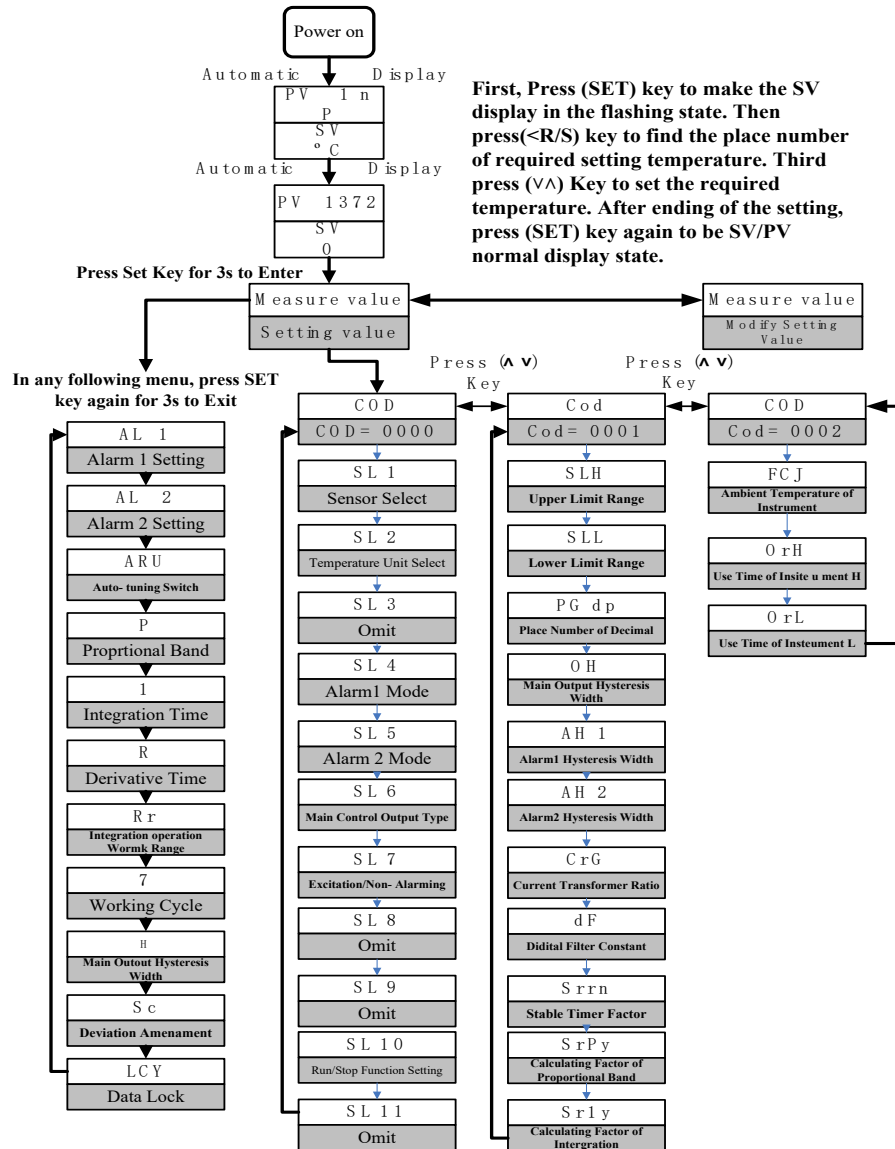 Power on
Automatic Display
PV 1n
P
SV
°C
Automatic Display
PV 1372
SV
0
First, Press (SET) key to make the SV
display in the flashing state. Then
press(<R/S) key to find the place number
of required setting temperature. Third
press (∨∧) Key to set the required
temperature. After ending of the setting,
press (SET) key again to be SV/PV
normal display state.
Press Set Key for 3s to Enter
Measure value
Setting value
Measure value
Modify Setting
Value
In any following menu, press SET
key again for 3s to Exit
Press (∧ ∨)
Key
Press (∧ ∨)
Key
AL 1
Alarm 1 Setting
AL 2
Alarm 2 Setting
ARU
Auto- tuning Switch
P
Proprtional Band
1
Integration Time
R
Derivative Time
Rr
Integration operation
Wormk Range
7
Working Cycle
H
Main Outout Hysteresis
Width
Sc
Deviation Amenament
LCY
Data Lock
COD
COD= 0000
SL 1
Sensor Select
SL 2
Temperature Unit Select
SL 3
Omit
SL 4
Alarm1 Mode
SL 5
Alarm 2 Mode
SL 6
Main Control Output Type
SL 7
Excitation/Non- Alarming
SL 8
Omit
SL 9
Omit
SL 10
Run/Stop Function Setting
SL 11
Omit
Cod
Cod= 0001
SLH
Upper Limit Range
SLL
Lower Limit Range
PG dp
Place Number of Decimal
OH
Main Output Hysteresis
Width
AH 1
Alarm1 Hysteresis Width
AH 2
Alarm2 Hysteresis Width
CrG
Current Transformer Ratio
dF
Didital Filter Constant
Srrn
Stable Timer Factor
SrPy
Calculating Factor of
Proportional Band
Sr1y
Calculating Factor of
Intergration
COD
Cod= 0002
FCJ
Ambient Temperature of
Instrument
OrH
Use Time of Insite u ment H
OrL
Use Time of Insteument L